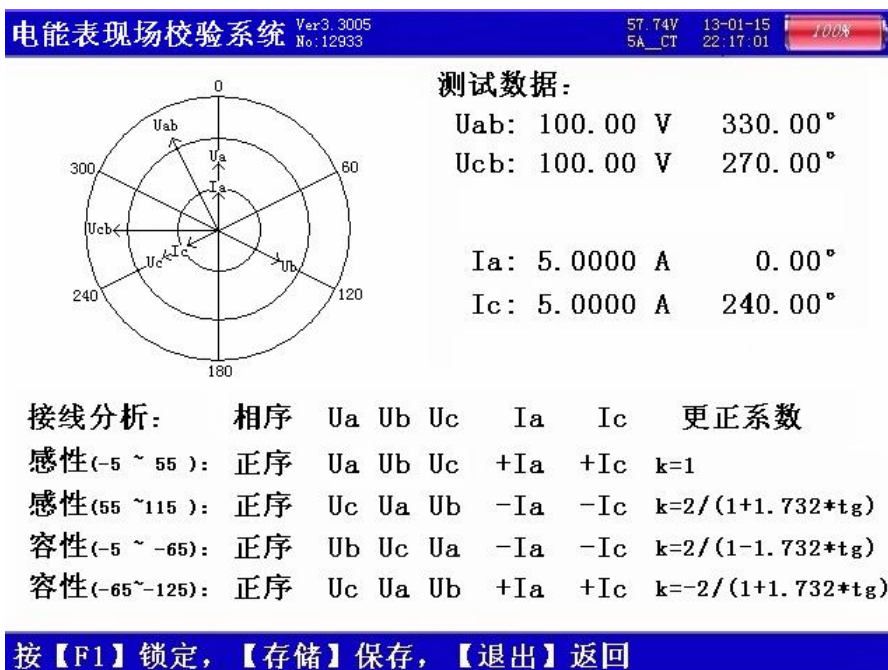 电能表现场校验系统 Ver3.3005 No:12933 57.74V 5A__CT 13-01-15 22:17:01 100%
测试数据:
Uab: 100.00 V 330.00°
Ucb: 100.00 V 270.00°
Ia: 5.0000 A 0.00°
Ic: 5.0000 A 240.00°
0
Uab
Ua
300
60
Ia
Ucb
Ic
Uc
Ub
240
120
180
接线分析: 相序 Ua Ub Uc Ia Ic 更正系数
感性(-5 ~ 55 ): 正序 Ua Ub Uc +Ia +Ic k=1
感性(55 ~115 ): 正序 Uc Ua Ub -Ia -Ic k=2/(1+1.732*tg)
容性(-5 ~ -65): 正序 Ub Uc Ua -Ia -Ic k=2/(1-1.732*tg)
容性(-65~-125): 正序 Uc Ua Ub +Ia +Ic k=-2/(1+1.732*tg)
按【F1】锁定，【存储】保存，【退出】返回